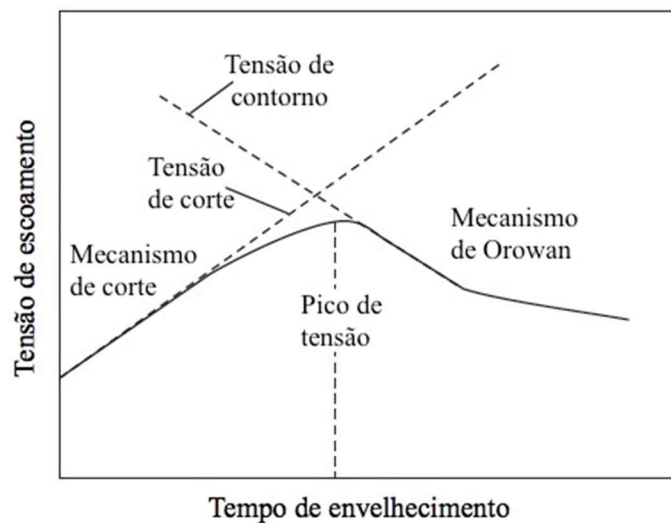 Tensão de
contorno
Tensão
de corte
Mecanismo
de corte
Mecanismo
de Orowan
Pico de
tensão
Tensão de escoamento
Tempo de envelhecimento